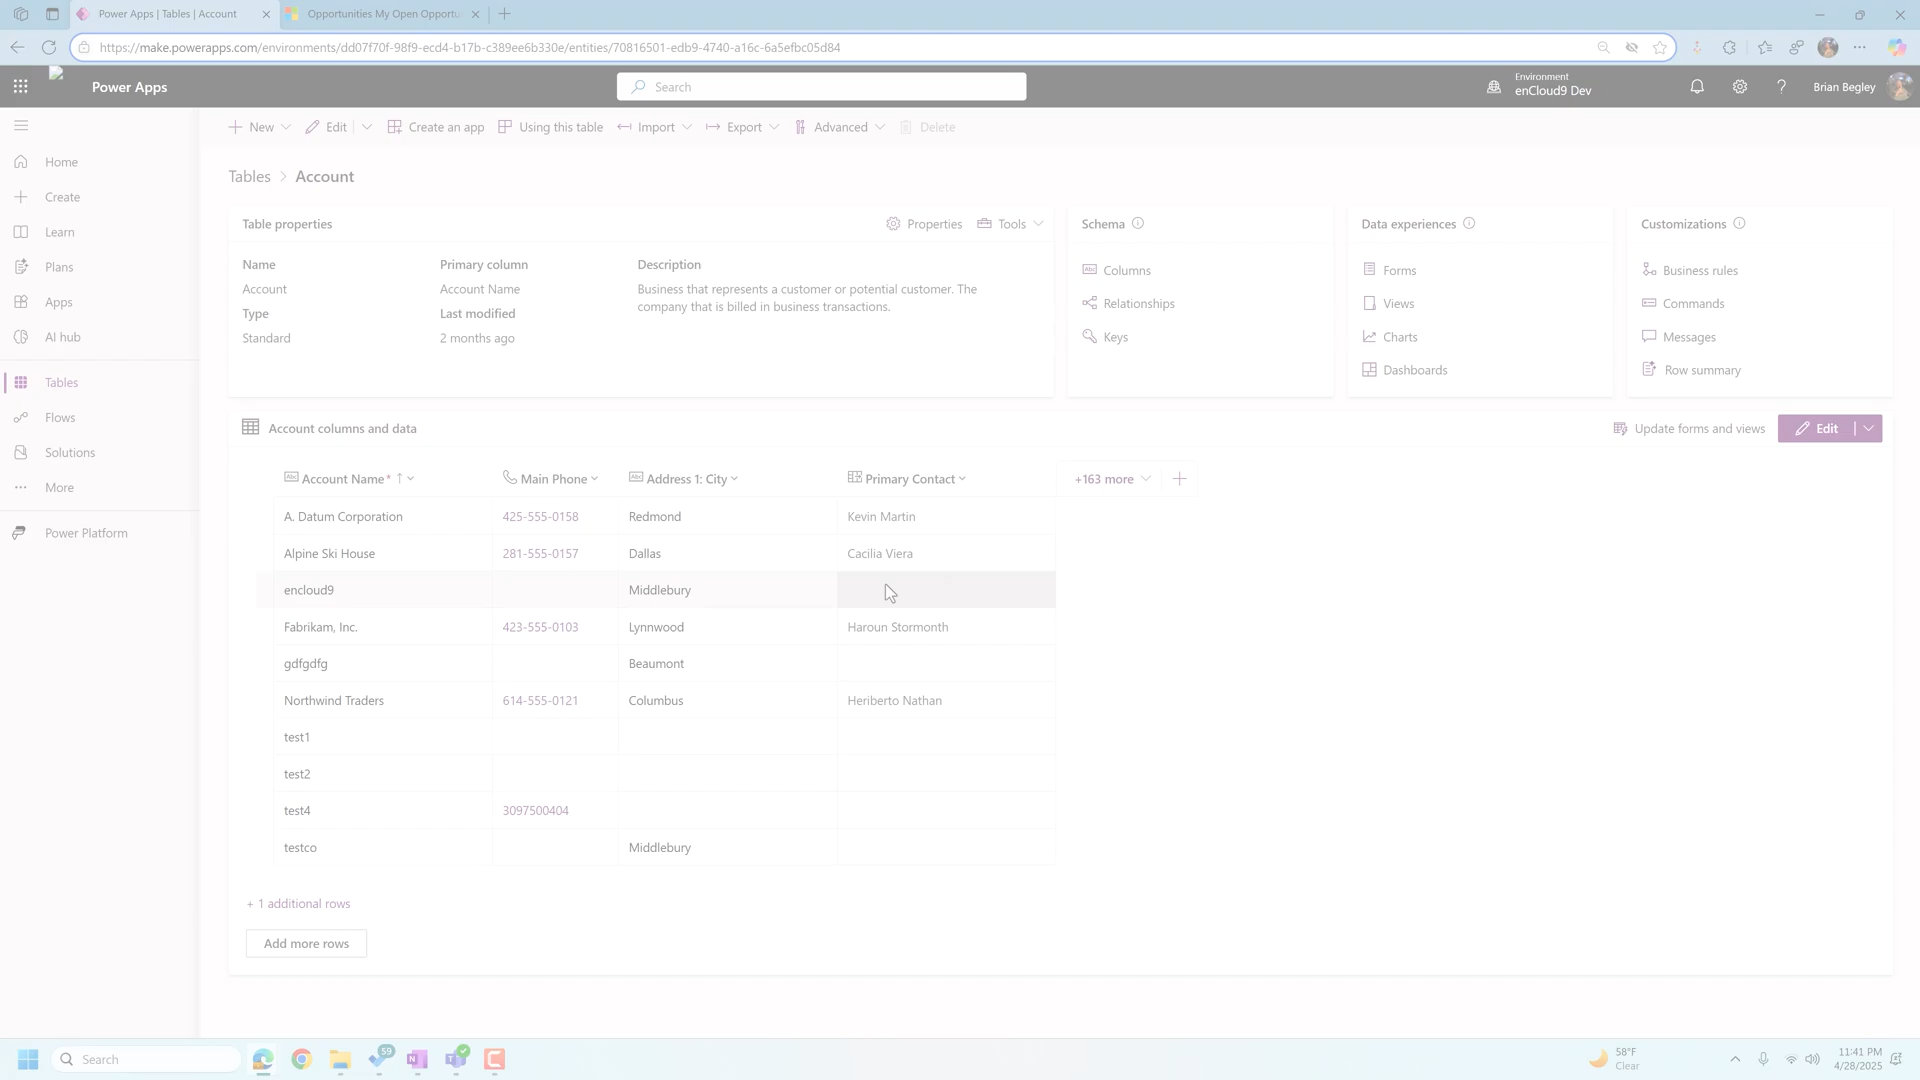 Power Apps | Tables | Account
Opportunities My Open Opportu
https://make.powerapps.com/environments/dd07f70f-98f9-ecd4-b17b-c389ee6b330e/entities/70816501-edb9-4740-a16c-6a5efbc05d84
Power Apps
Search
Environment
enCloud9 Dev
Brian Begley
New
Edit
Create an app
Using this table
Import
Export
Advanced
Delete
Home
Create
Learn
Plans
Apps
AI hub
Tables
Flows
Solutions
More
Power Platform
Tables > Account
Table properties
Properties
Tools
Name
Account
Type
Standard
Primary column
Account Name
Last modified
2 months ago
Description
Business that represents a customer or potential customer. The
company that is billed in business transactions.
Schema
Columns
Relationships
Keys
Data experiences
Forms
Views
Charts
Dashboards
Customizations
Business rules
Commands
Messages
Row summary
Account columns and data
Update forms and views
Edit
Account Name * Main Phone Address 1: City Primary Contact +163 more
A. Datum Corporation 425-555-0158 Redmond Kevin Martin
Alpine Ski House 281-555-0157 Dallas Cacilia Viera
encloud9 Middlebury
Fabrikam, Inc. 423-555-0103 Lynnwood Haroun Stormonth
gdfgdfg Beaumont
Northwind Traders 614-555-0121 Columbus Heriberto Nathan
test1
test2
test4 3097500404
testco Middlebury
+ 1 additional rows
Add more rows
Search
59
58°F
Clear
11:41 PM
4/28/2025